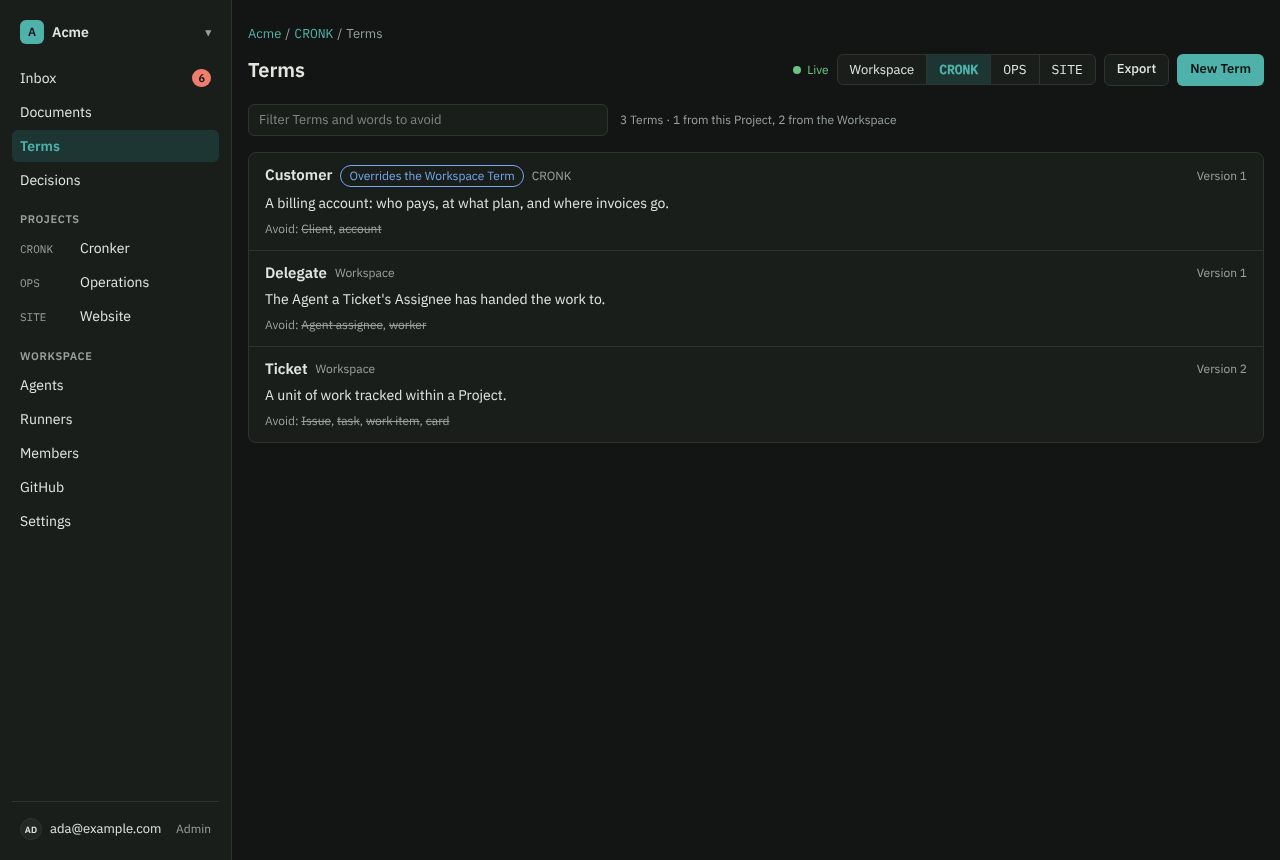 A Acme ▾
Inbox 6
Documents
Terms
Decisions
PROJECTS
CRONK Cronker
OPS Operations
SITE Website
WORKSPACE
Agents
Runners
Members
GitHub
Settings
AD ada@example.com Admin
Acme / CRONK / Terms
Terms
Live Workspace CRONK OPS SITE Export New Term
Filter Terms and words to avoid
3 Terms · 1 from this Project, 2 from the Workspace
Customer Overrides the Workspace Term CRONK Version 1
A billing account: who pays, at what plan, and where invoices go.
Avoid: Client, account
Delegate Workspace Version 1
The Agent a Ticket's Assignee has handed the work to.
Avoid: Agent assignee, worker
Ticket Workspace Version 2
A unit of work tracked within a Project.
Avoid: Issue, task, work item, card